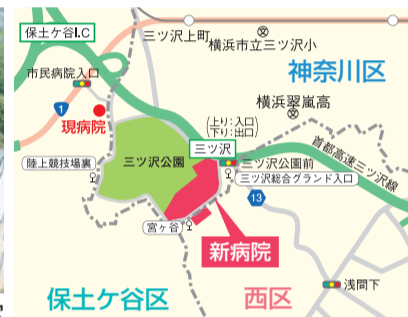 保土ケ谷I.C
三ツ沢上町
横浜市立三ツ沢小
神奈川区
市民病院入口
1
現病院
横浜翠嵐高
(上り:入口)
(下り:出口)
三ツ沢
首都高速三ツ沢線
三ツ沢公園
陸上競技場裏
三ツ沢公園前
三ツ沢総合グランド入口
13
宮ヶ谷
新病院
浅間下
保土ケ谷区
西区